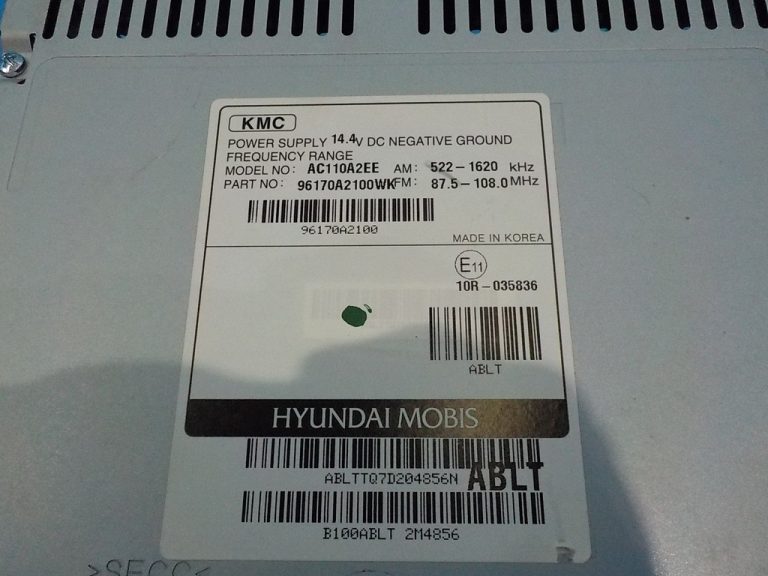 KMC
POWER SUPPLY 14.4V DC NEGATIVE GROUND
FREQUENCY RANGE
MODEL NO: AC110A2EE AM: 522-1620 kHz
PART NO: 96170A2100WK FM: 87.5-108.0 MHz
96170A2100
MADE IN KOREA
E11
10R-035836
ABLT
HYUNDAI MOBIS
ABLTTQ7D204856N ABLT
B100ABLT 2M4856
>SECC<